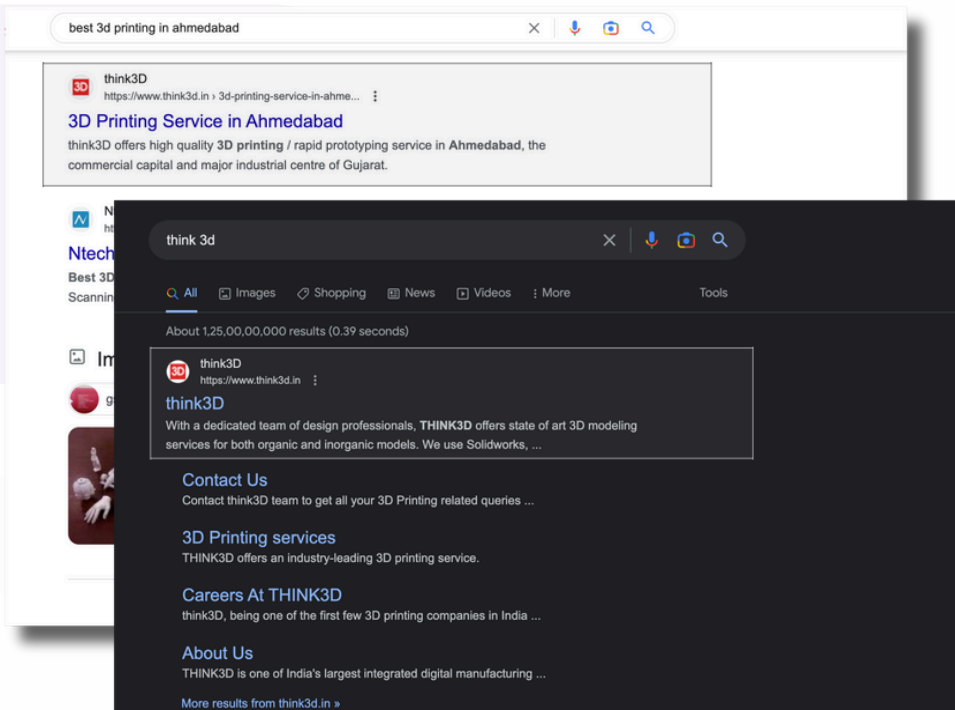 best 3d printing in ahmedabad
3D
think3D
https://www.think3d.in › 3d-printing-service-in-ahme...
3D Printing Service in Ahmedabad
think3D offers high quality 3D printing / rapid prototyping service in Ahmedabad, the
commercial capital and major industrial centre of Gujarat.
Ntech
Best 3D
think 3d
All Images Shopping News Videos More Tools
About 1,25,00,00,000 results (0.39 seconds)
3D
think3D
https://www.think3d.in
think3D
With a dedicated team of design professionals, THINK3D offers state of art 3D modeling
services for both organic and inorganic models. We use Solidworks, ...
Contact Us
Contact think3D team to get all your 3D Printing related queries ...
3D Printing services
THINK3D offers an industry-leading 3D printing service.
Careers At THINK3D
think3D, being one of the first few 3D printing companies in India ...
About Us
THINK3D is one of India's largest integrated digital manufacturing ...
More results from think3d.in »